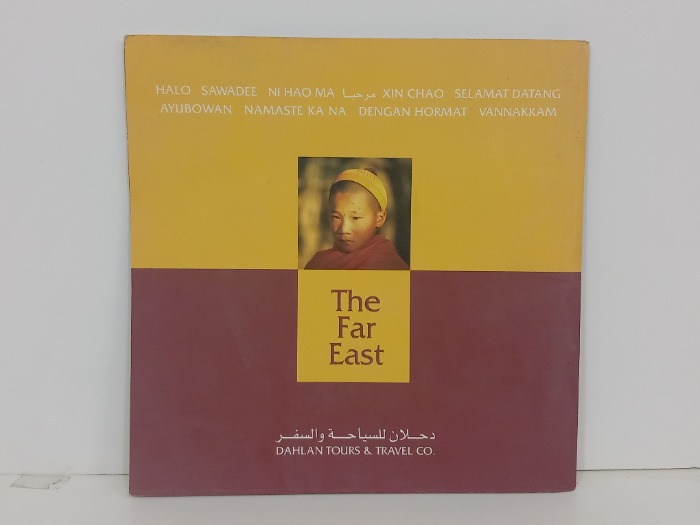 HALO SAWADEE NI HAO MA مرحبا XIN CHAO SELAMAT DATANG
AYUBOWAN NAMASTE KA NA DENGAN HORMAT VANNAKKAM
The
Far
East
دحلان للسياحة والسفر
DAHLAN TOURS & TRAVEL CO.